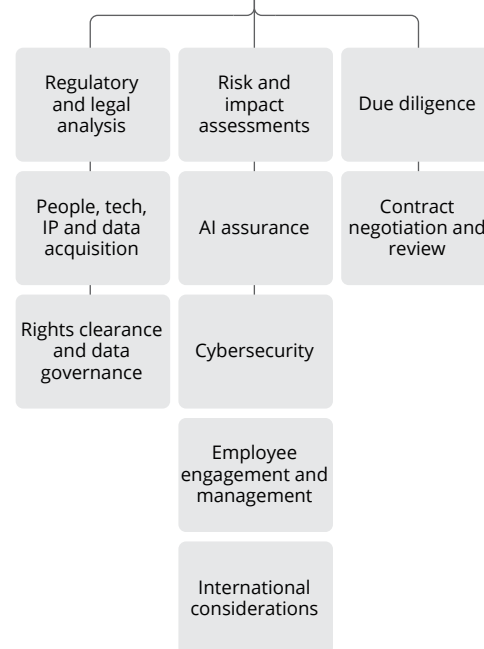 Regulatory
and legal
analysis
People, tech,
IP and data
acquisition
Rights clearance
and data
governance
Risk and
impact
assessments
AI assurance
Cybersecurity
Employee
engagement and
management
International
considerations
Due diligence
Contract
negotiation and
review